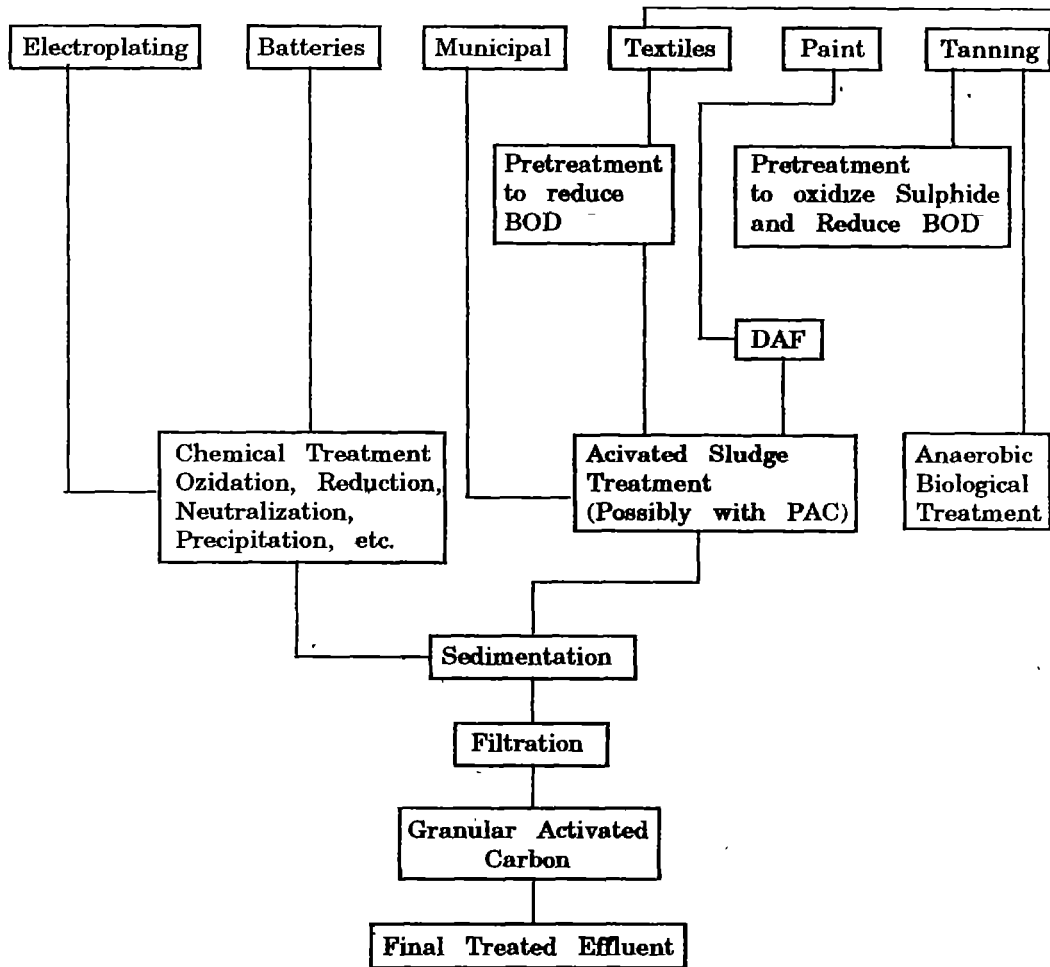 Electroplating
Batteries
Municipal
Textiles
Paint
Tanning
Pretreatment
to reduce
BOD
Pretreatment
to oxidize Sulphide
and Reduce BOD
DAF
Chemical Treatment
Ozidation, Reduction,
Neutralization,
Precipitation, etc.
Acivated Sludge
Treatment
(Possibly with PAC)
Anaerobic
Biological
Treatment
Sedimentation
Filtration
Granular Activated
Carbon
Final Treated Effluent